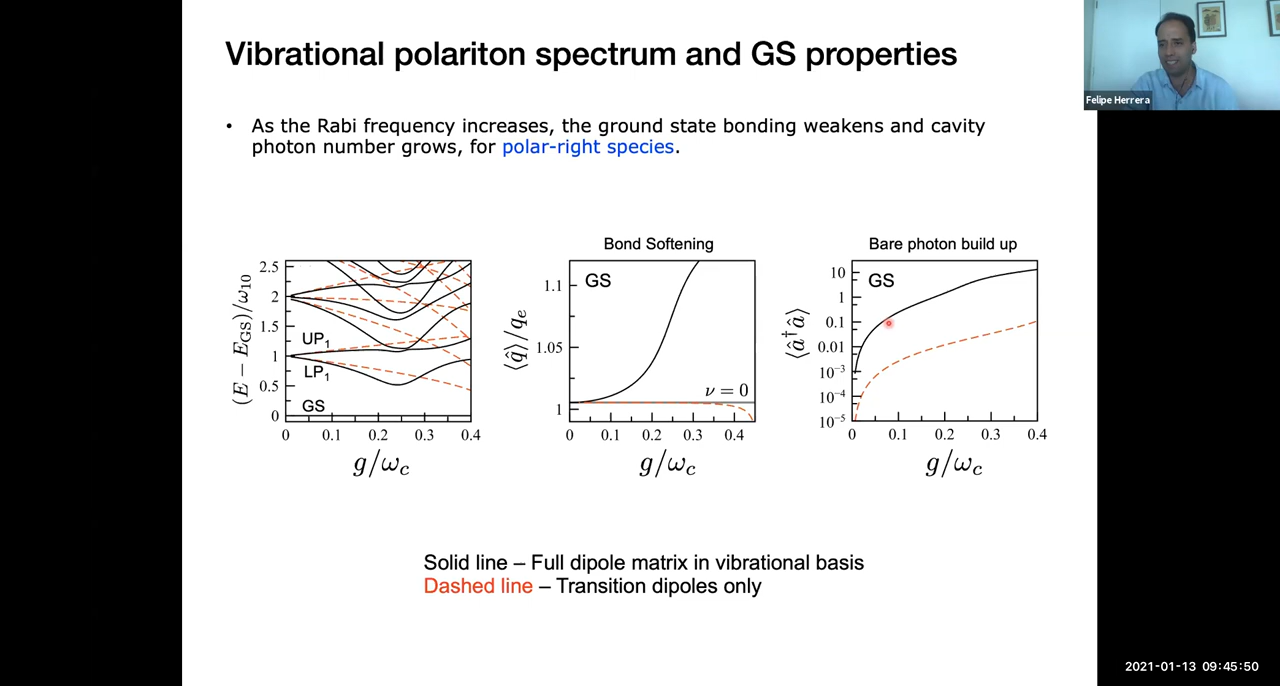 Vibrational polariton spectrum and GS properties
Felipe Herrera
• As the Rabi frequency increases, the ground state bonding weakens and cavity
photon number grows, for polar-right species.
(E − E_GS)/ω₁₀
2.5
2
1.5
1
0.5
0
UP₁
LP₁
GS
0 0.1 0.2 0.3 0.4
g/ω_c
Bond Softening
⟨q̂⟩/q_e
1.1
1.05
1
GS
ν = 0
0 0.1 0.2 0.3 0.4
g/ω_c
Bare photon build up
⟨â†â⟩
10
1
0.1
0.01
10⁻³
10⁻⁴
10⁻⁵
GS
0 0.1 0.2 0.3 0.4
g/ω_c
Solid line – Full dipole matrix in vibrational basis
Dashed line – Transition dipoles only
2021-01-13 09:45:50